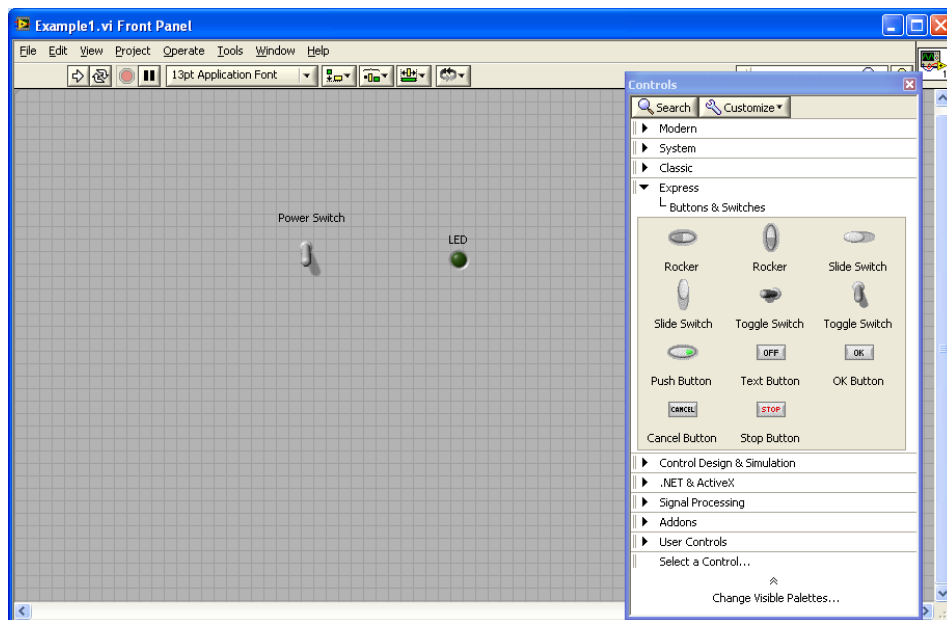 Example1.vi Front Panel
File Edit View Project Operate Tools Window Help
13pt Application Font
Controls
Search Customize
Modern
System
Classic
Express
Buttons & Switches
Power Switch
LED
Rocker Rocker Slide Switch
Slide Switch Toggle Switch Toggle Switch
OFF OK
Push Button Text Button OK Button
CANCEL STOP
Cancel Button Stop Button
Control Design & Simulation
.NET & ActiveX
Signal Processing
Addons
User Controls
Select a Control...
Change Visible Palettes...